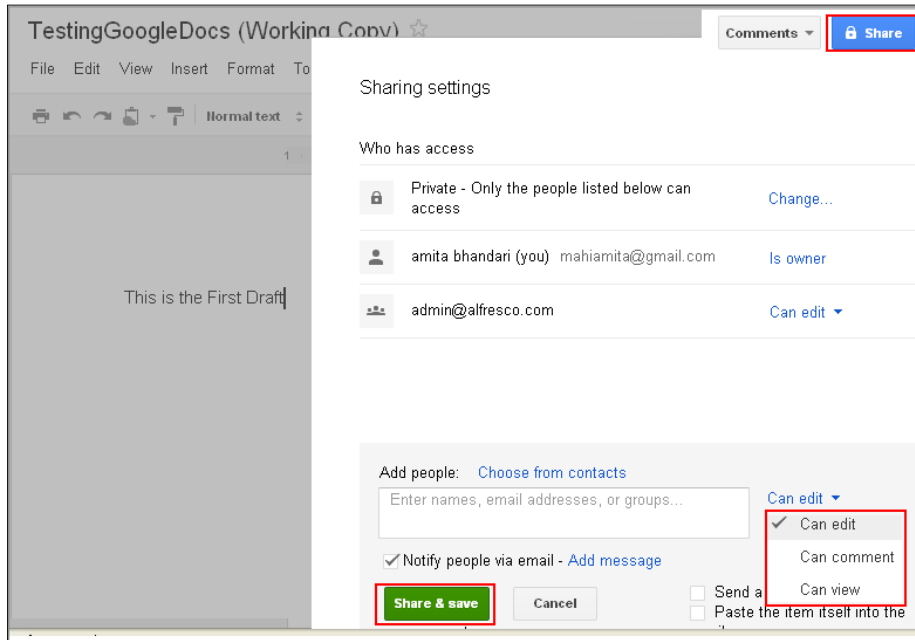 TestingGoogleDocs (Working Copy)
Comments
Share
File Edit View Insert Format To
Normal text
1
This is the First Draft
Sharing settings
Who has access
Private - Only the people listed below can
access
Change...
amita bhandari (you) mahiamita@gmail.com
Is owner
admin@alfresco.com
Can edit
Add people: Choose from contacts
Enter names, email addresses, or groups...
Can edit
Can edit
Can comment
Can view
Notify people via email - Add message
Share & save
Cancel
Send a
Paste the item itself into the